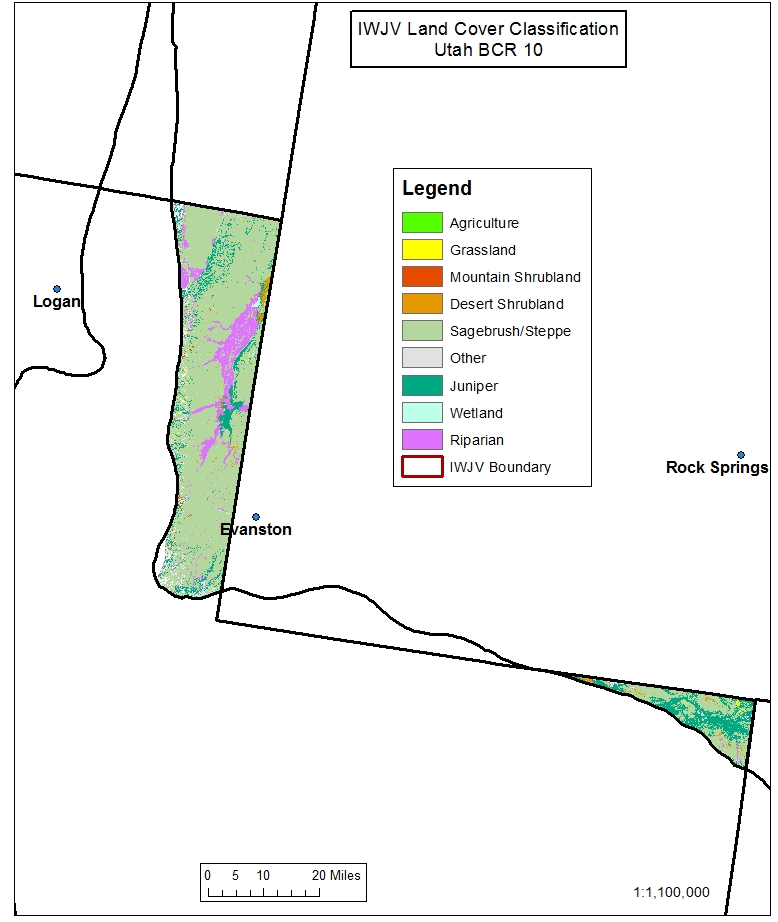 IWJV Land Cover Classification
Utah BCR 10
Legend
Agriculture
Grassland
Mountain Shrubland
Desert Shrubland
Sagebrush/Steppe
Other
Juniper
Wetland
Riparian
IWJV Boundary
Logan
Rock Springs
Evanston
0 5 10 20 Miles
1:1,100,000